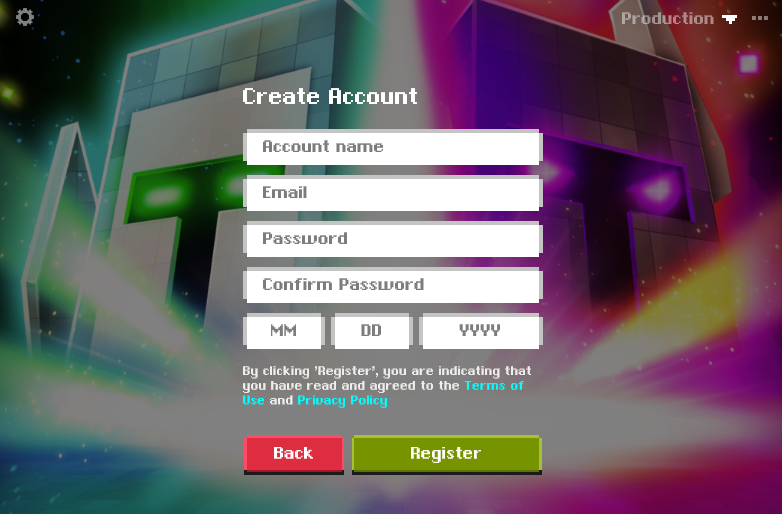 Production
Create Account
Account name
Email
Password
Confirm Password
MM DD YYYY
By clicking 'Register', you are indicating that
you have read and agreed to the Terms of
Use and Privacy Policy
Back Register